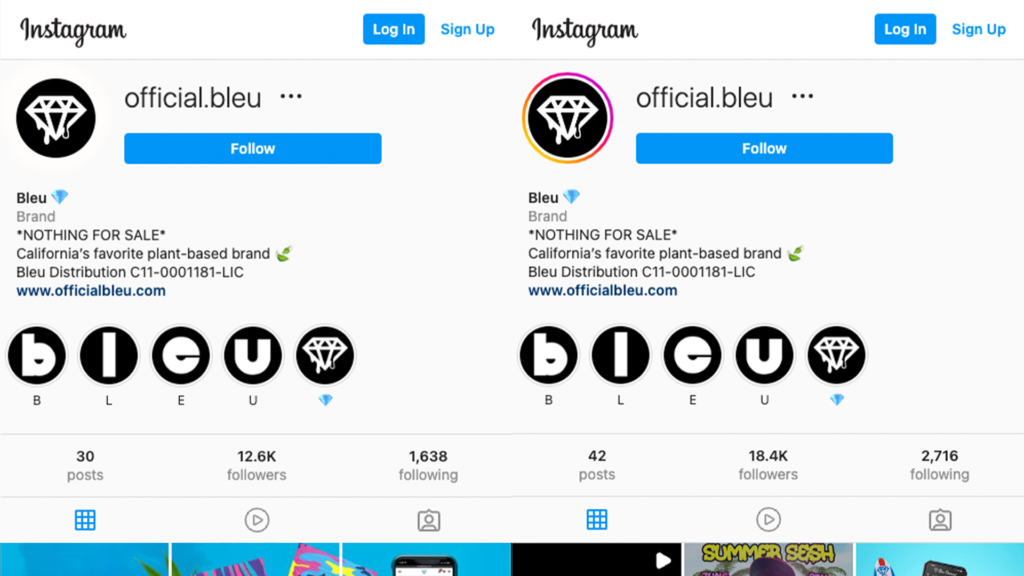 Instagram
Log In
Sign Up
official.bleu
Follow
Bleu 💎
Brand
*NOTHING FOR SALE*
California's favorite plant-based brand 🍃
Bleu Distribution C11-0001181-LIC
www.officialbleu.com
b l e u
B L E U 💎
30 12.6K 1,638
posts followers following
Instagram
Log In
Sign Up
official.bleu
Follow
Bleu 💎
Brand
*NOTHING FOR SALE*
California's favorite plant-based brand 🍃
Bleu Distribution C11-0001181-LIC
www.officialbleu.com
b l e u
B L E U 💎
42 18.4K 2,716
posts followers following
SUMMER SESH